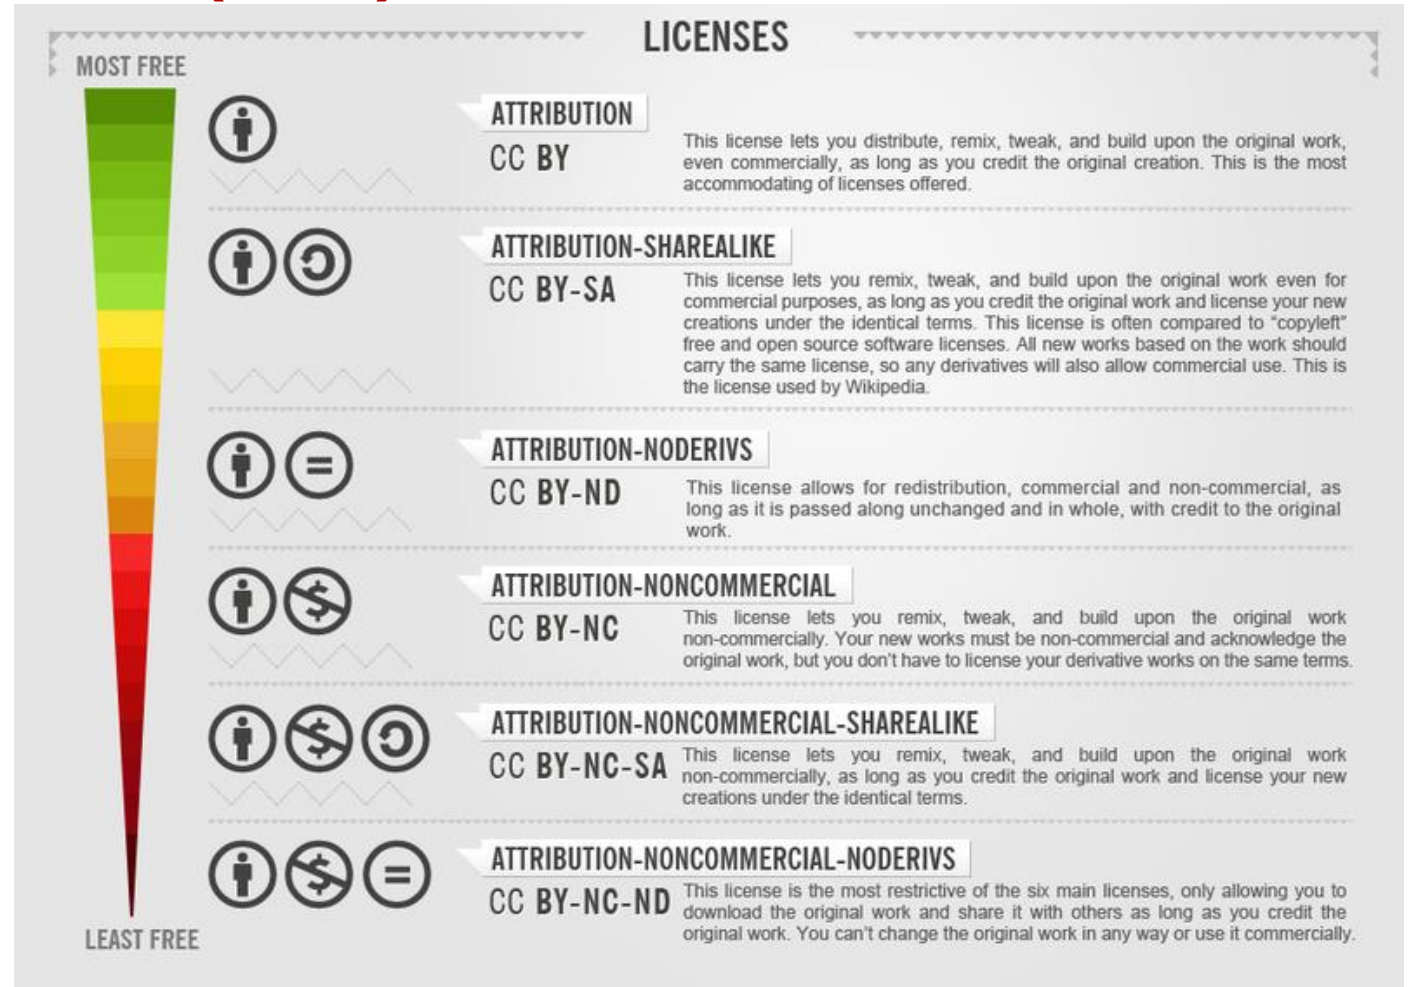 LICENSES
MOST FREE
ATTRIBUTION
CC BY
This license lets you distribute, remix, tweak, and build upon the original work,
even commercially, as long as you credit the original creation. This is the most
accommodating of licenses offered.
ATTRIBUTION-SHAREALIKE
CC BY-SA
This license lets you remix, tweak, and build upon the original work even for
commercial purposes, as long as you credit the original work and license your new
creations under the identical terms. This license is often compared to “copyleft”
free and open source software licenses. All new works based on the work should
carry the same license, so any derivatives will also allow commercial use. This is
the license used by Wikipedia.
ATTRIBUTION-NODERIVS
CC BY-ND
This license allows for redistribution, commercial and non-commercial, as
long as it is passed along unchanged and in whole, with credit to the original
work.
ATTRIBUTION-NONCOMMERCIAL
CC BY-NC
This license lets you remix, tweak, and build upon the original work
non-commercially. Your new works must be non-commercial and acknowledge the
original work, but you don’t have to license your derivative works on the same terms.
ATTRIBUTION-NONCOMMERCIAL-SHAREALIKE
CC BY-NC-SA
This license lets you remix, tweak, and build upon the original work
non-commercially, as long as you credit the original work and license your new
creations under the identical terms.
ATTRIBUTION-NONCOMMERCIAL-NODERIVS
CC BY-NC-ND
This license is the most restrictive of the six main licenses, only allowing you to
download the original work and share it with others as long as you credit the
original work. You can’t change the original work in any way or use it commercially.
LEAST FREE